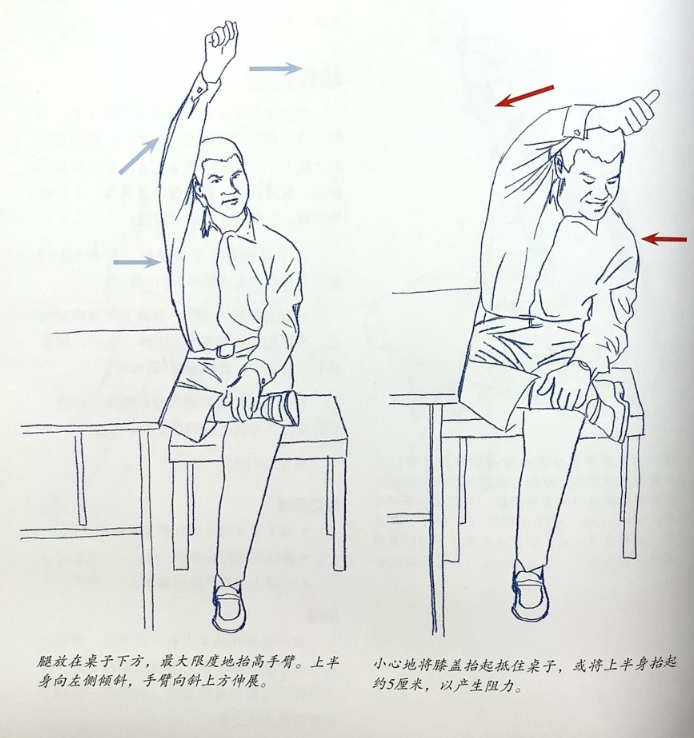 腿放在桌子下方，最大限度地抬高手臂。上半
身向左侧倾斜，手臂向斜上方伸展。
小心地将膝盖抬起抵住桌子，或将上半身抬起
约5厘米，以产生阻力。